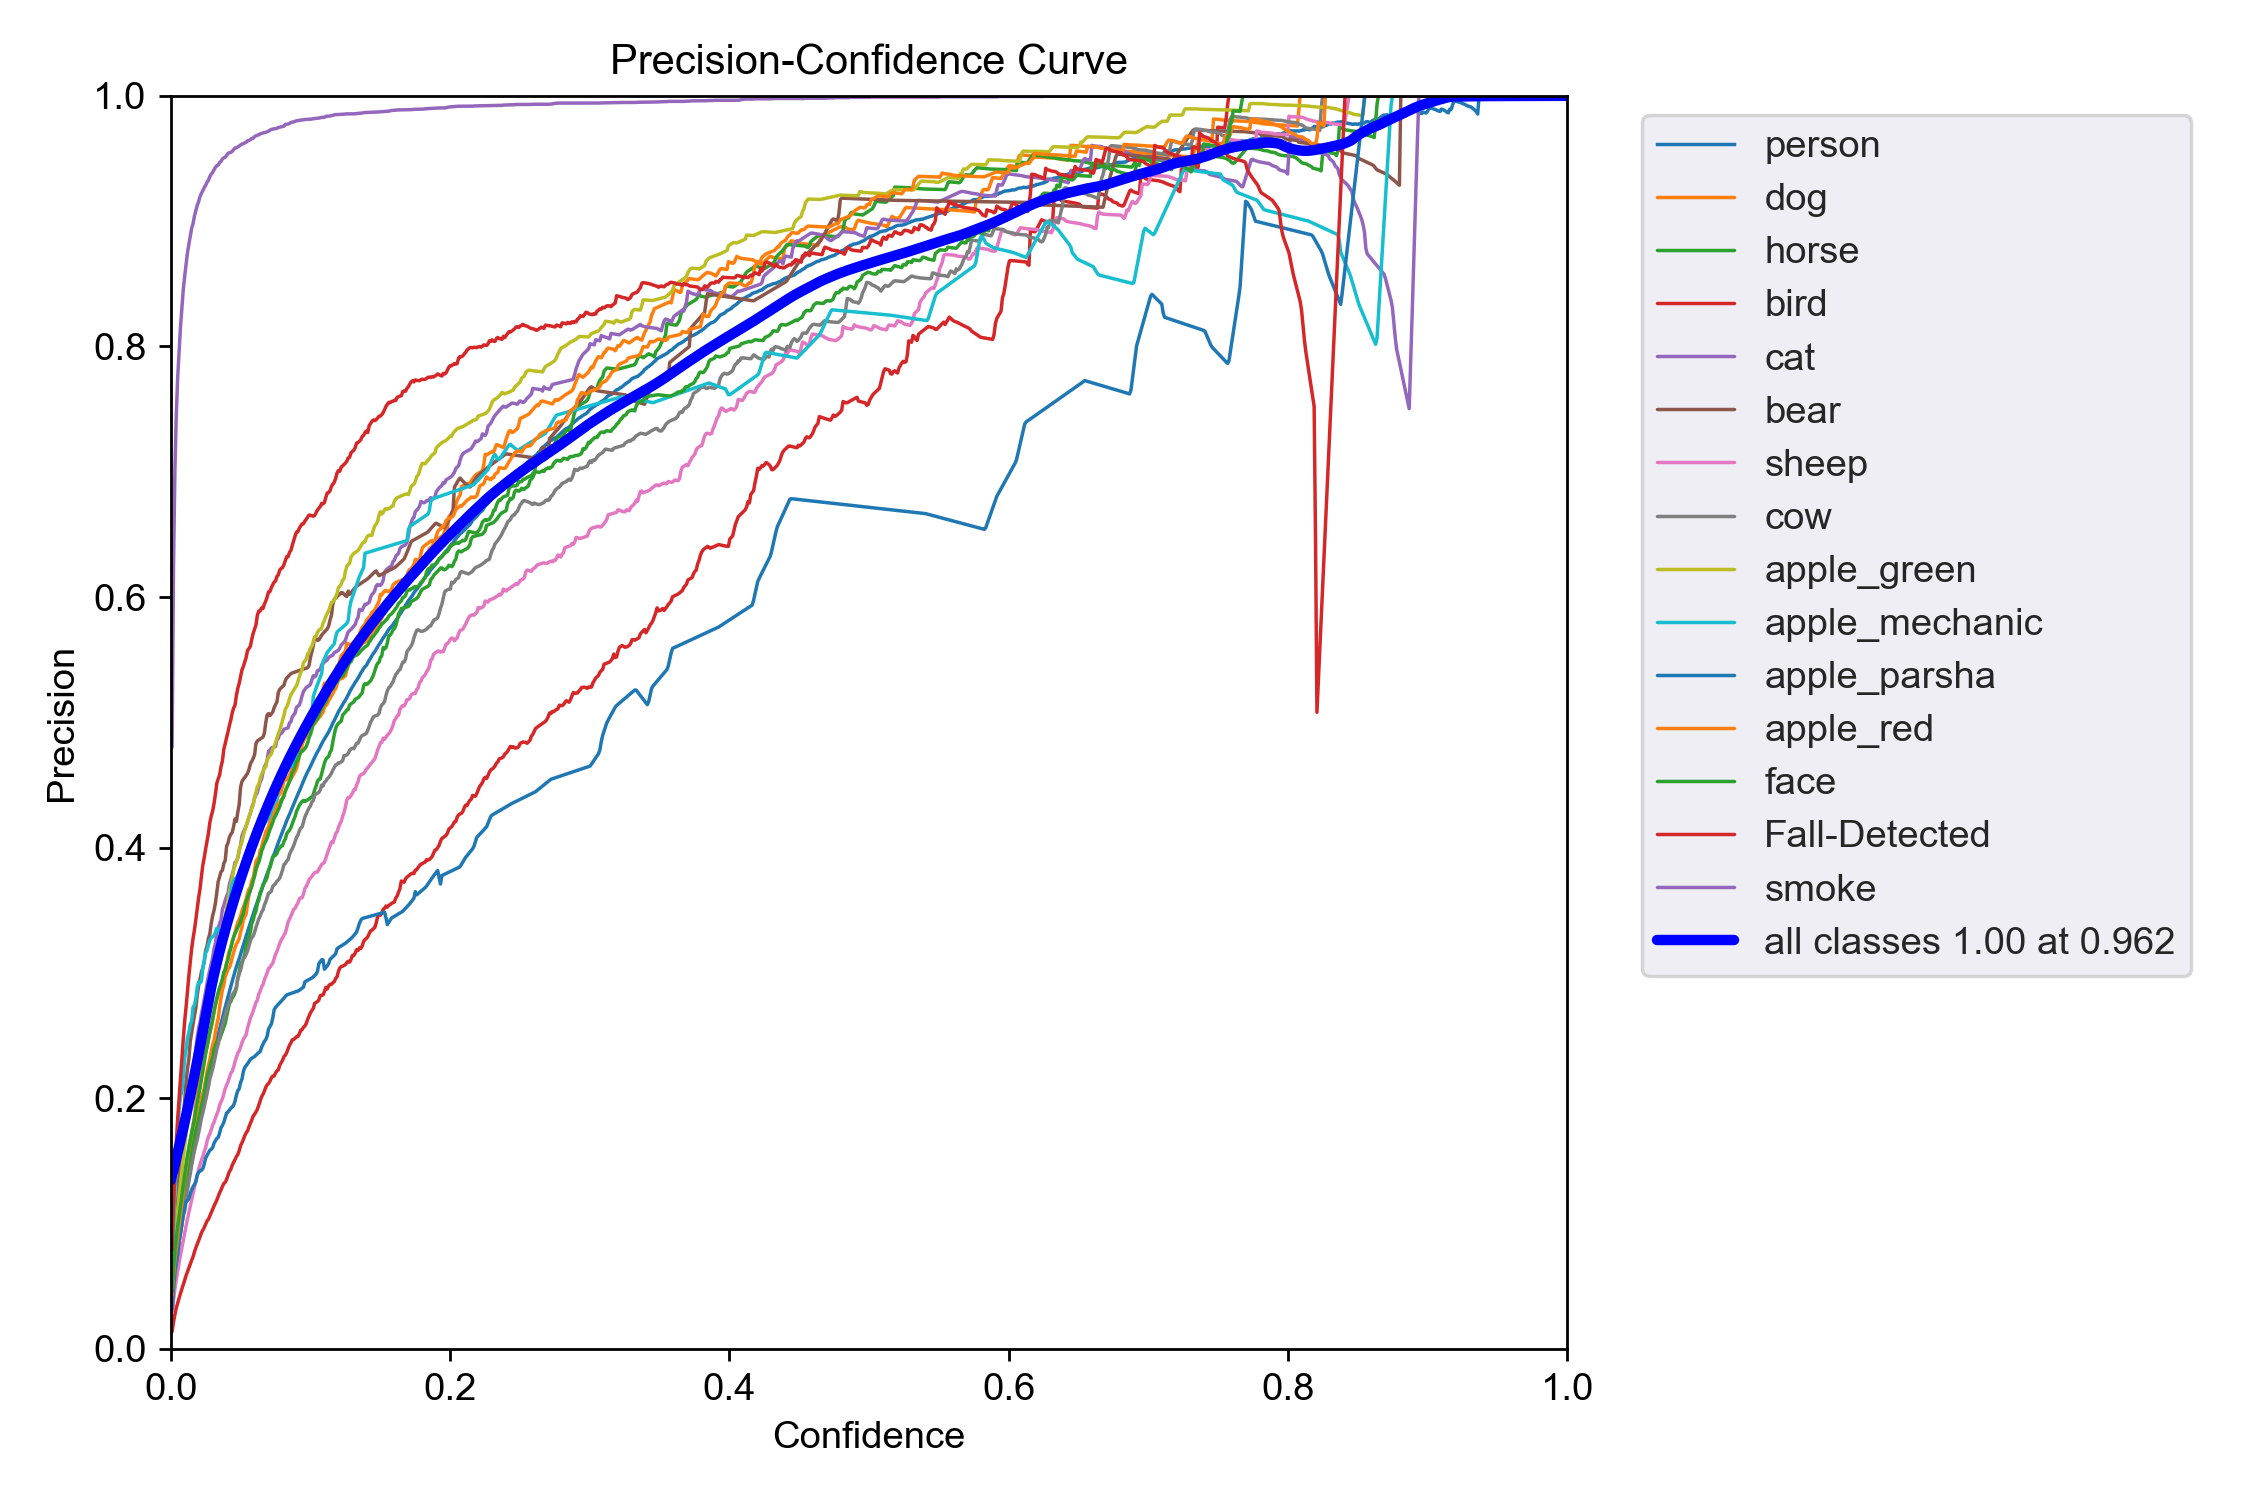 Precision-Confidence Curve
1.0
0.8
0.6
0.4
0.2
0.0
Precision
0.0 0.2 0.4 0.6 0.8 1.0
Confidence
person
dog
horse
bird
cat
bear
sheep
cow
apple_green
apple_mechanic
apple_parsha
apple_red
face
Fall-Detected
smoke
all classes 1.00 at 0.962